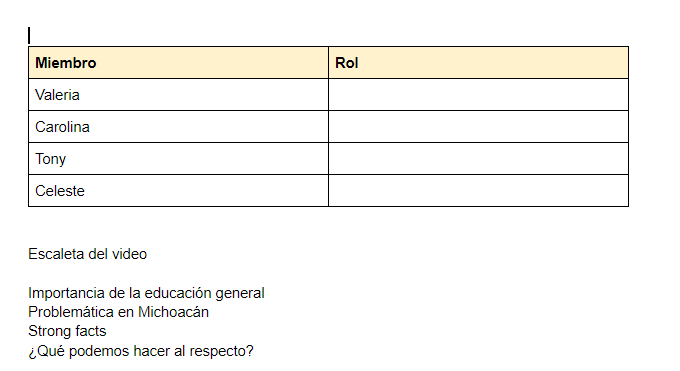 Miembro Rol
Valeria
Carolina
Tony
Celeste
Escaleta del video
Importancia de la educación general
Problemática en Michoacán
Strong facts
¿Qué podemos hacer al respecto?